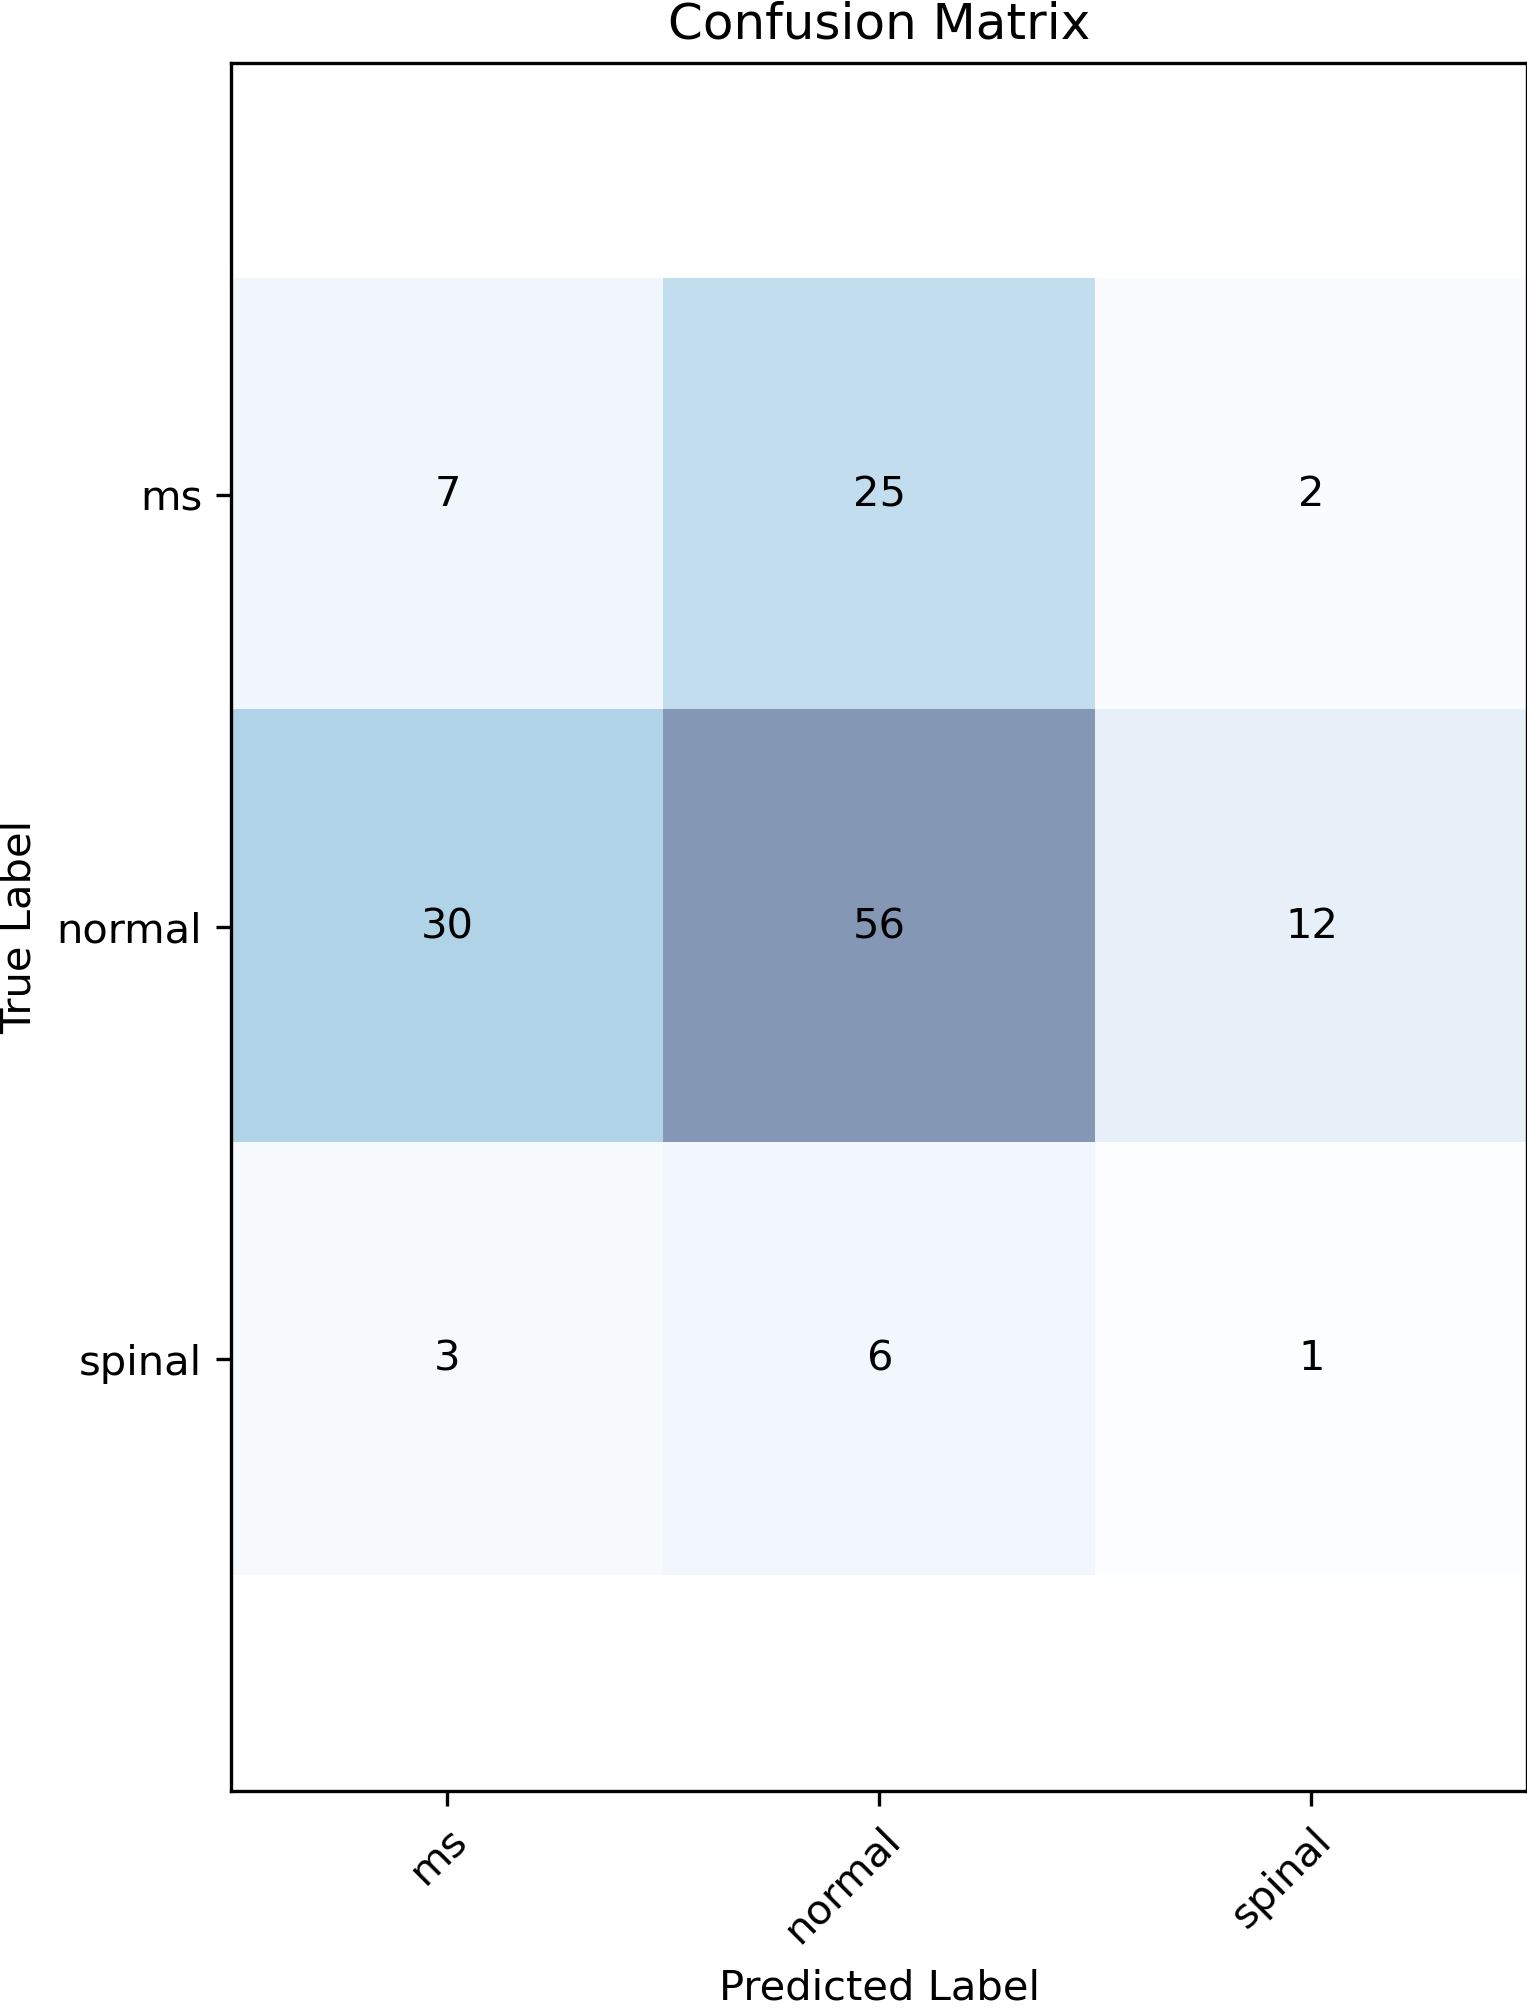 Confusion Matrix
True Label
ms
7 25 2
normal
30 56 12
spinal
3 6 1
ms normal spinal
Predicted Label